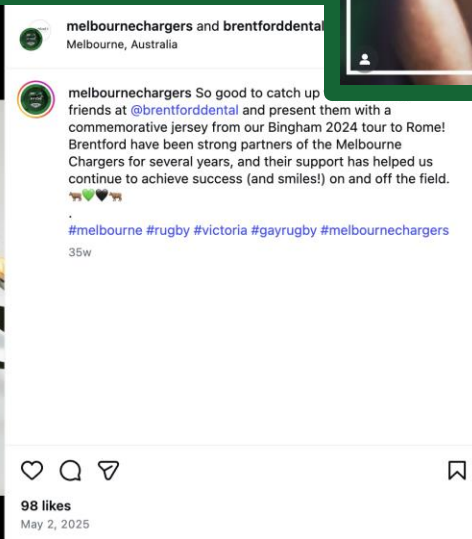 melbournechargers and brentforddental
Melbourne, Australia
melbournechargers So good to catch up
friends at @brentforddental and present them with a
commemorative jersey from our Bingham 2024 tour to Rome!
Brentford have been strong partners of the Melbourne
Chargers for several years, and their support has helped us
continue to achieve success (and smiles!) on and off the field.
🐂💚🖤🐂
.
#melbourne #rugby #victoria #gayrugby #melbournechargers
35w
98 likes
May 2, 2025